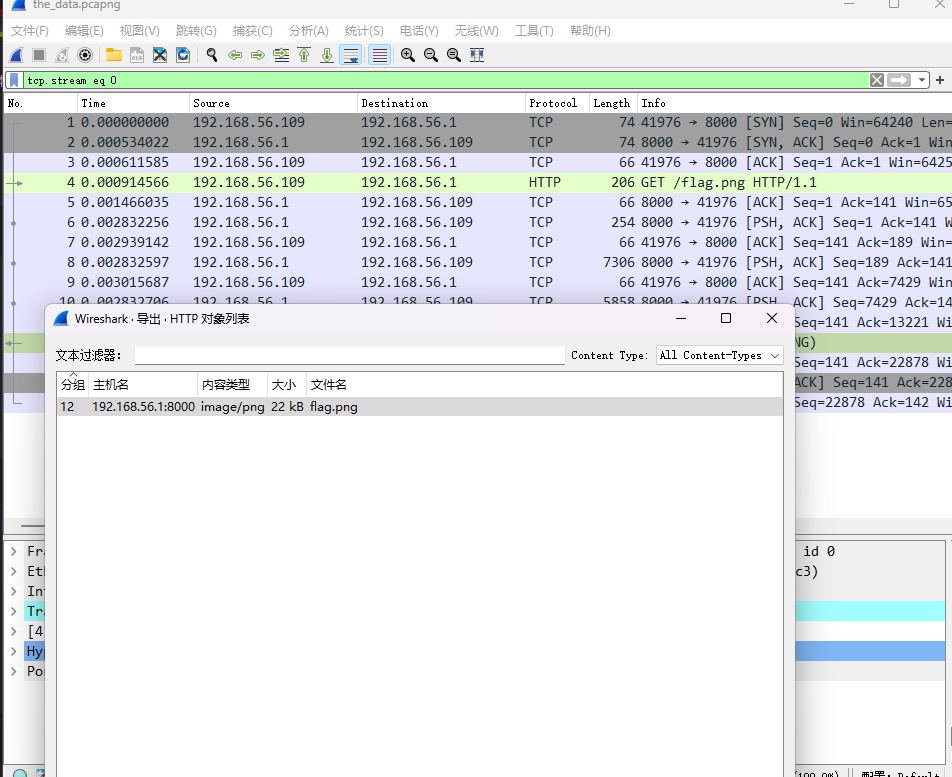 the_data.pcapng
文件(F) 编辑(E) 视图(V) 跳转(G) 捕获(C) 分析(A) 统计(S) 电话(Y) 无线(W) 工具(T) 帮助(H)
tcp.stream eq 0
No. Time Source Destination Protocol Length Info
1 0.000000000 192.168.56.109 192.168.56.1 TCP 74 41976 → 8000 [SYN] Seq=0 Win=64240 Len=
2 0.000534022 192.168.56.1 192.168.56.109 TCP 74 8000 → 41976 [SYN, ACK] Seq=0 Ack=1 Win
3 0.000611585 192.168.56.109 192.168.56.1 TCP 66 41976 → 8000 [ACK] Seq=1 Ack=1 Win=6425
4 0.000914566 192.168.56.109 192.168.56.1 HTTP 206 GET /flag.png HTTP/1.1
5 0.001466035 192.168.56.1 192.168.56.109 TCP 66 8000 → 41976 [ACK] Seq=1 Ack=141 Win=65
6 0.002832256 192.168.56.1 192.168.56.109 TCP 254 8000 → 41976 [PSH, ACK] Seq=1 Ack=141 W
7 0.002939142 192.168.56.109 192.168.56.1 TCP 66 41976 → 8000 [ACK] Seq=141 Ack=189 Win=
8 0.002832597 192.168.56.1 192.168.56.109 TCP 7306 8000 → 41976 [PSH, ACK] Seq=189 Ack=141
9 0.003015687 192.168.56.109 192.168.56.1 TCP 66 41976 → 8000 [ACK] Seq=141 Ack=7429 Win
10 0.002832706 192.168.56.1 192.168.56.109 TCP 5858 8000 → 41976 [PSH, ACK] Seq=7429 Ack=14
Seq=141 Ack=13221 Wi
NG)
Seq=141 Ack=22878 Wi
ACK] Seq=141 Ack=228
Seq=22878 Ack=142 Wi
Wireshark · 导出 · HTTP 对象列表
文本过滤器: Content Type: All Content-Types
分组 主机名 内容类型 大小 文件名
12 192.168.56.1:8000 image/png 22 kB flag.png
Fra id 0
Eth c3)
Int
Tra
[4
Hyp
Por
(100.0%) 配置: Default